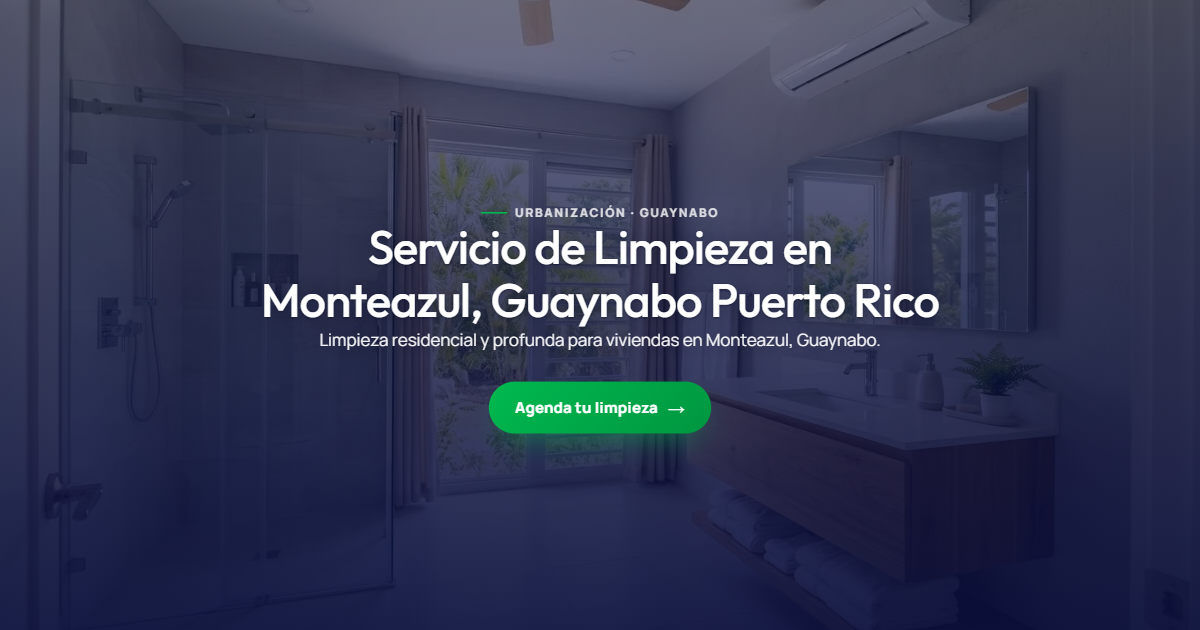 URBANIZACIÓN · GUAYNABO
Servicio de Limpieza en
Monteazul, Guaynabo Puerto Rico
Limpieza residencial y profunda para viviendas en Monteazul, Guaynabo.
Agenda tu limpieza →